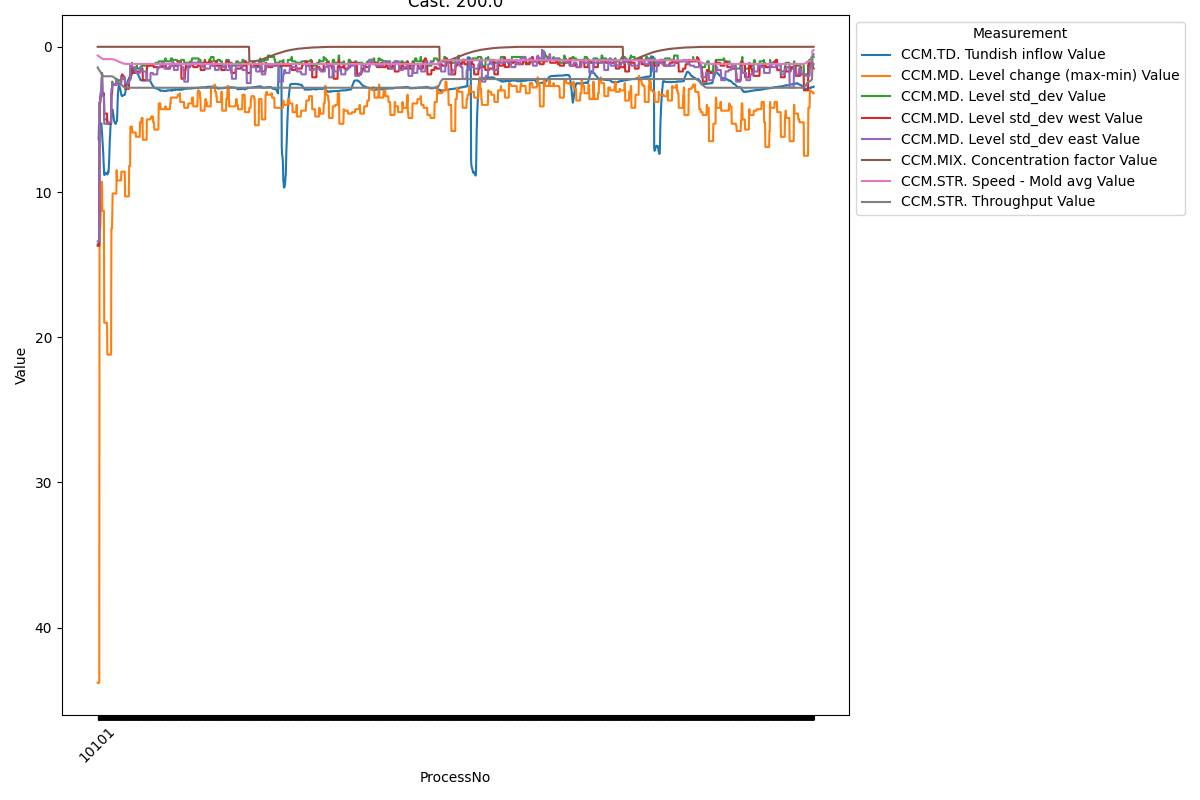 Cast: 200.0
Measurement
CCM.TD. Tundish inflow Value
CCM.MD. Level change (max-min) Value
CCM.MD. Level std_dev Value
CCM.MD. Level std_dev west Value
CCM.MD. Level std_dev east Value
CCM.MIX. Concentration factor Value
CCM.STR. Speed - Mold avg Value
CCM.STR. Throughput Value
0
10
20
30
40
Value
10101
ProcessNo